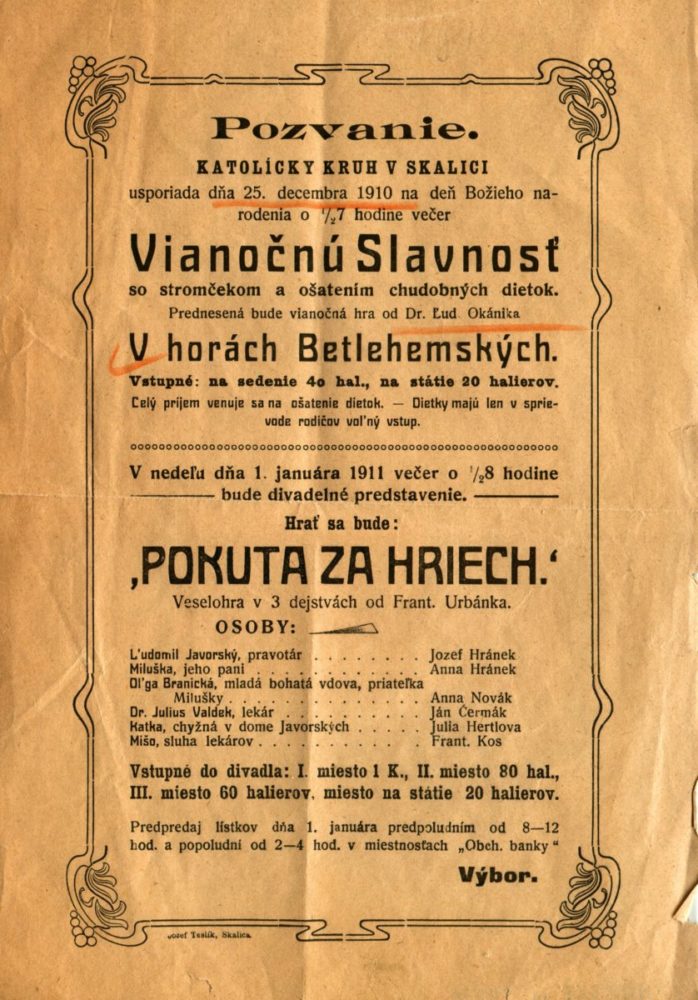 Pozvanie.
KATOLÍCKY KRUH V SKALICI
usporiada dňa 25. decembra 1910 na deň Božieho na-
rodenia o 1/27 hodine večer
Vianočnú Slavnosť
so stromčekom a ošatením chudobných dietok.
Prednesená bude vianočná hra od Dr. Ľud Okánika
V horách Betlehemských.
Vstupné: na sedenie 40 hal., na státie 20 halierov.
Celý príjem venuje sa na ošatenie dietok. — Dietky majú len v sprie-
vode rodičov voľný vstup.
V nedeľu dňa 1. januára 1911 večer o 1/28 hodine
bude divadelné predstavenie.
Hrať sa bude:
‚POKUTA ZA HRIECH.‘
Veselohra v 3 dejstvách od Frant. Urbánka.
OSOBY:
Ľudomil Javorský, pravotár . . . . . . . Jozef Hránek
Miluška, jeho pani . . . . . . . . . . . Anna Hránek
Oľga Branická, mladá bohatá vdova, priateľka
Milušky . . . . . . . . . . . . Anna Novák
Dr. Julius Valdek, lekár . . . . . . . . . Ján Čermák
Katka, chyžná v dome Javorských . . . . . Julia Hertlova
Mišo, sluha lekárov . . . . . . . . . . . Frant. Kos
Vstupné do divadla: I. miesto 1 K., II. miesto 80 hal.,
III. miesto 60 halierov, miesto na státie 20 halierov.
Predpredaj lístkov dňa 1. januára predpoludním od 8—12
hod. a popoludní od 2—4 hod. v miestnosťach „Obch. banky“
Výbor.
Jozef Teslík, Skalica.